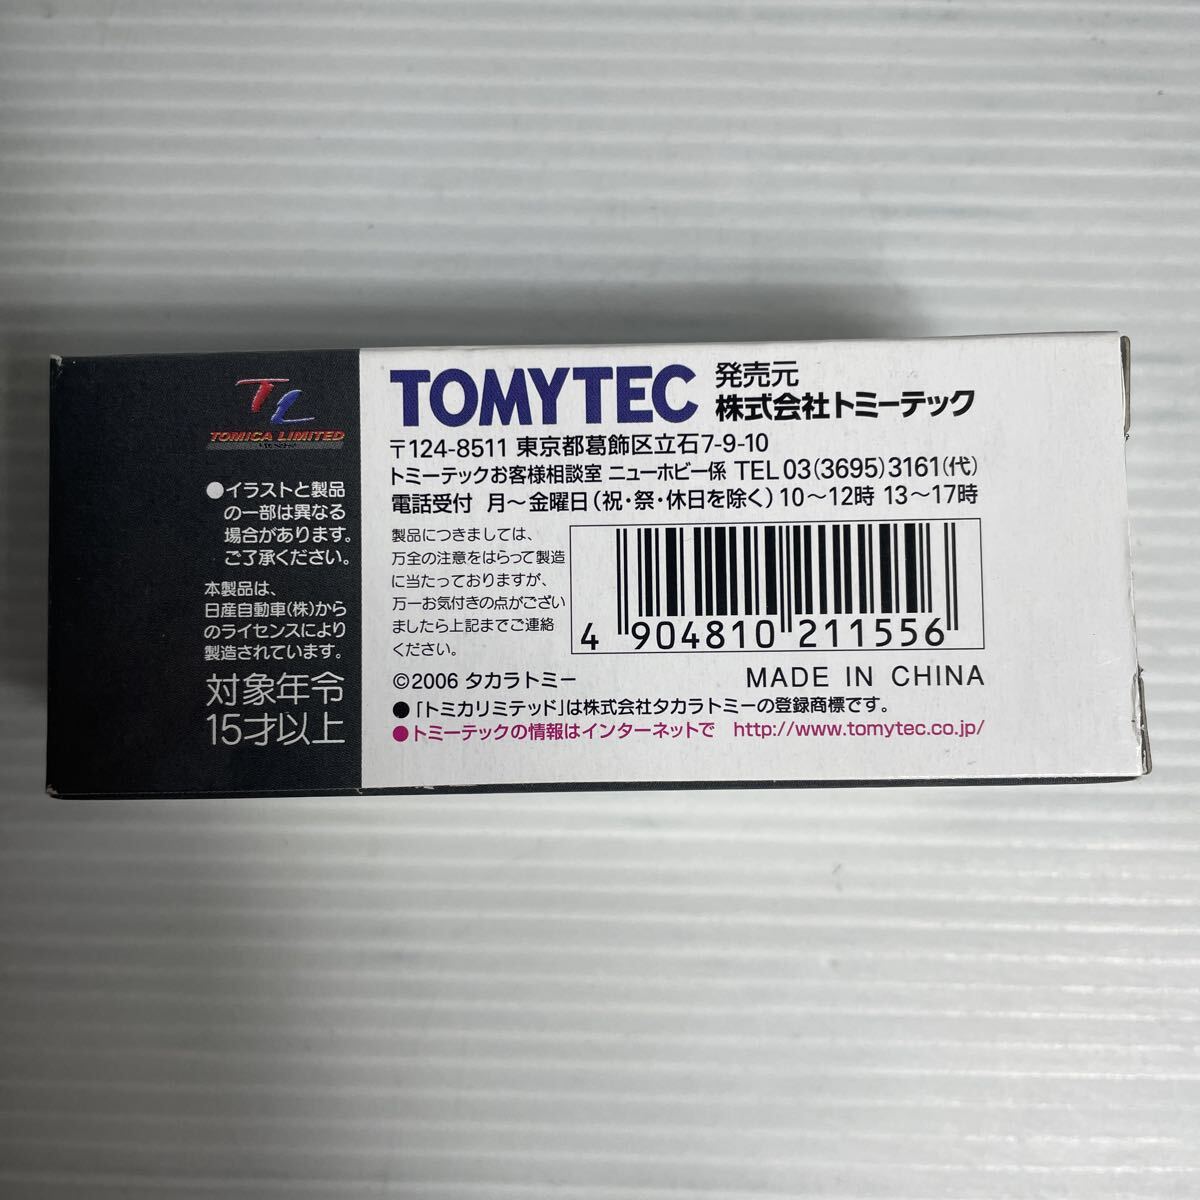 TOMICA LIMITED
●イラストと製品
の一部は異なる
場合があります。
ご了承ください。
本製品は、
日産自動車(株)から
のライセンスにより
製造されています。
対象年令
15才以上
TOMYTEC
発売元
株式会社トミーテック
〒124-8511 東京都葛飾区立石7-9-10
トミーテックお客様相談室 ニューホビー係 TEL 03(3695)3161(代)
電話受付 月～金曜日(祝・祭・休日を除く)10～12時 13～17時
製品につきましては、
万全の注意をはらって製造
に当たっておりますが、
万一お気付きの点がござい
ましたら上記までご連絡
ください。
4 904810 211556
©2006 タカラトミー
MADE IN CHINA
●「トミカリミテッド」は株式会社タカラトミーの登録商標です。
●トミーテックの情報はインターネットで http://www.tomytec.co.jp/